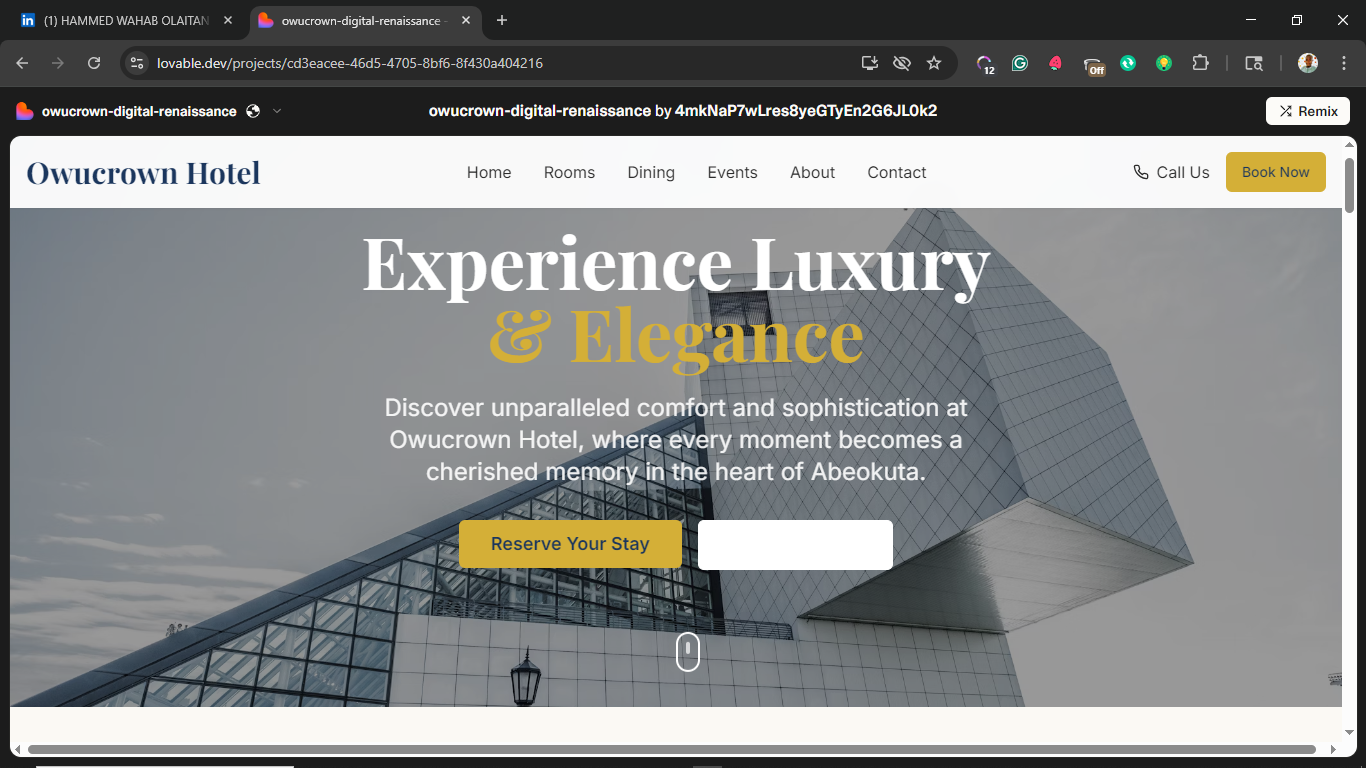 (1) HAMMED WAHAB OLAITAN
owucrown-digital-renaissance -
lovable.dev/projects/cd3eacee-46d5-4705-8bf6-8f430a404216
12
Off
owucrown-digital-renaissance
owucrown-digital-renaissance by 4mkNaP7wLres8yeGTyEn2G6JL0k2
Remix
Owucrown Hotel
Home Rooms Dining Events About Contact
Call Us
Book Now
Experience Luxury
& Elegance
Discover unparalleled comfort and sophistication at
Owucrown Hotel, where every moment becomes a
cherished memory in the heart of Abeokuta.
Reserve Your Stay